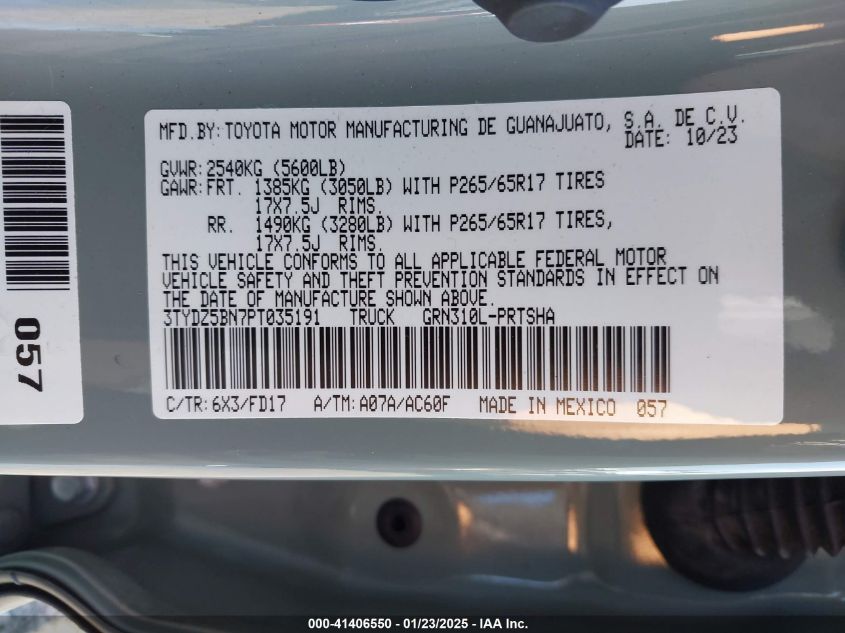 MFD.BY: TOYOTA MOTOR MANUFACTURING DE GUANAJUATO, S.A. DE C.V.
DATE: 10/23
GVWR: 2540KG (5600LB)
GAWR: FRT. 1385KG (3050LB) WITH P265/65R17 TIRES
17X7.5J RIMS.
RR. 1490KG (3280LB) WITH P265/65R17 TIRES,
17X7.5J RIMS.
THIS VEHICLE CONFORMS TO ALL APPLICABLE FEDERAL MOTOR
VEHICLE SAFETY AND THEFT PREVENTION STANDARDS IN EFFECT ON
THE DATE OF MANUFACTURE SHOWN ABOVE.
3TYDZ5BN7PT035191 TRUCK GRN310L-PRTSHA
C/TR: 6X3/FD17 A/TM: A07A/AC60F MADE IN MEXICO 057
057
000-41406550 / 01/23/2025 - IAA Inc.